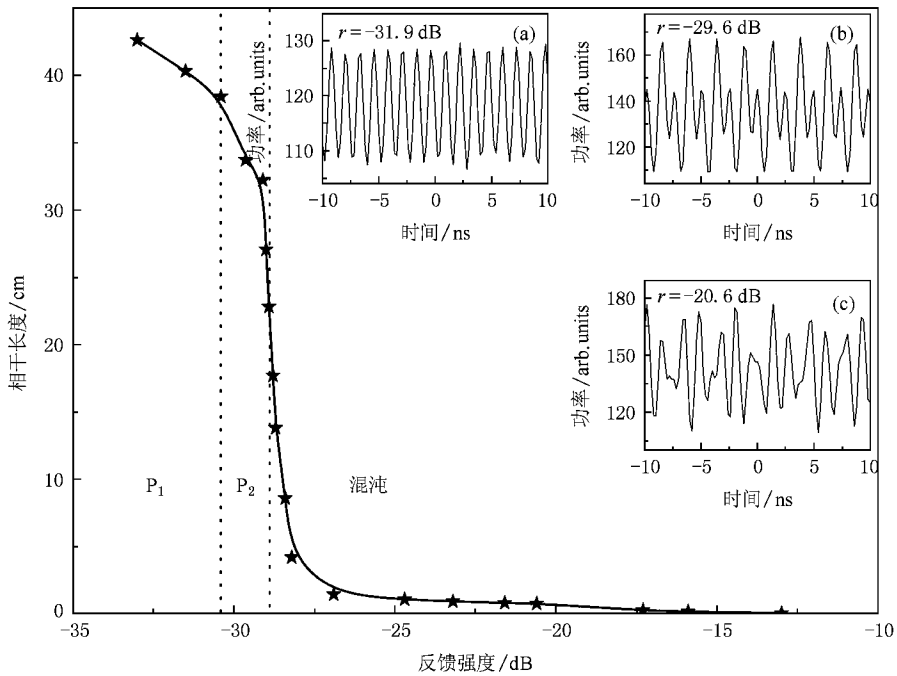 r=−31.9 dB
(a)
130
120
110
功率/arb.units
−10 −5 0 5 10
时间/ns
r=−29.6 dB
(b)
160
140
120
功率/arb.units
−10 −5 0 5 10
时间/ns
r=−20.6 dB
(c)
180
150
120
功率/arb.units
−10 −5 0 5 10
时间/ns
40
30
20
10
0
相干长度/cm
P1
P2
混沌
−35 −30 −25 −20 −15 −10
反馈强度/dB